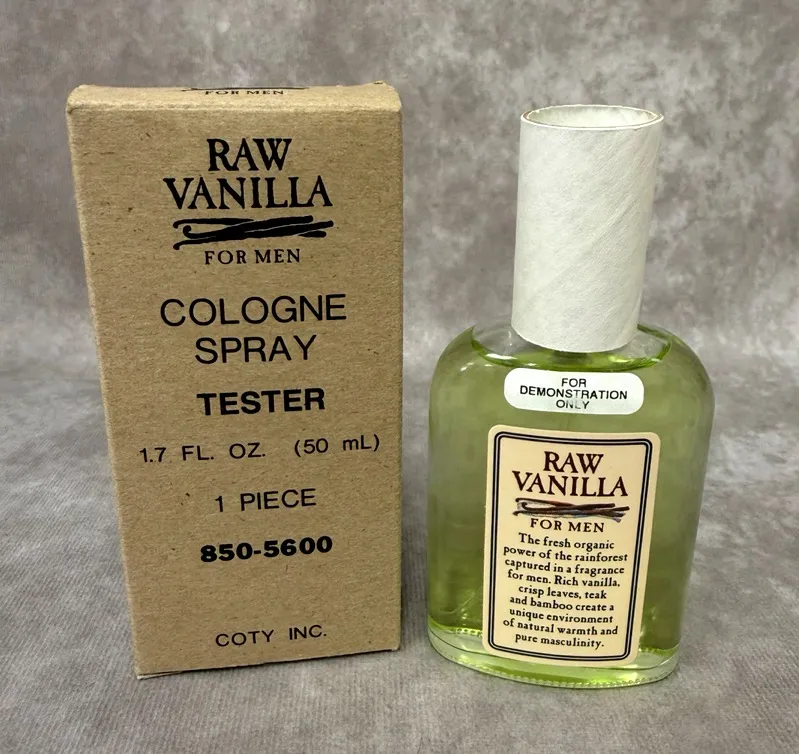 FOR MEN
RAW
VANILLA
FOR MEN
COLOGNE
SPRAY
TESTER
1.7 FL. OZ. (50 mL)
1 PIECE
850-5600
COTY INC.
FOR
DEMONSTRATION
ONLY
RAW
VANILLA
FOR MEN
The fresh organic
power of the rainforest
captured in a fragrance
for men. Rich vanilla,
crisp leaves, teak
and bamboo create a
unique environment
of natural warmth and
pure masculinity.